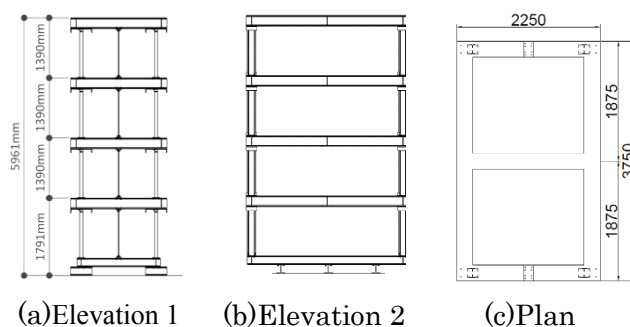 1390mm
1390mm
1390mm
1791mm
5961mm
2250
1875
1875
3750
(a)Elevation 1
(b)Elevation 2
(c)Plan